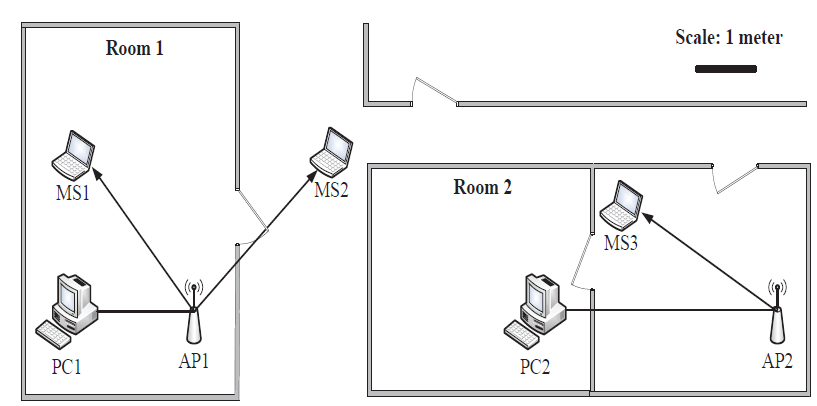 Room 1
Scale: 1 meter
MS1
MS2
Room 2
MS3
PC1
AP1
PC2
AP2